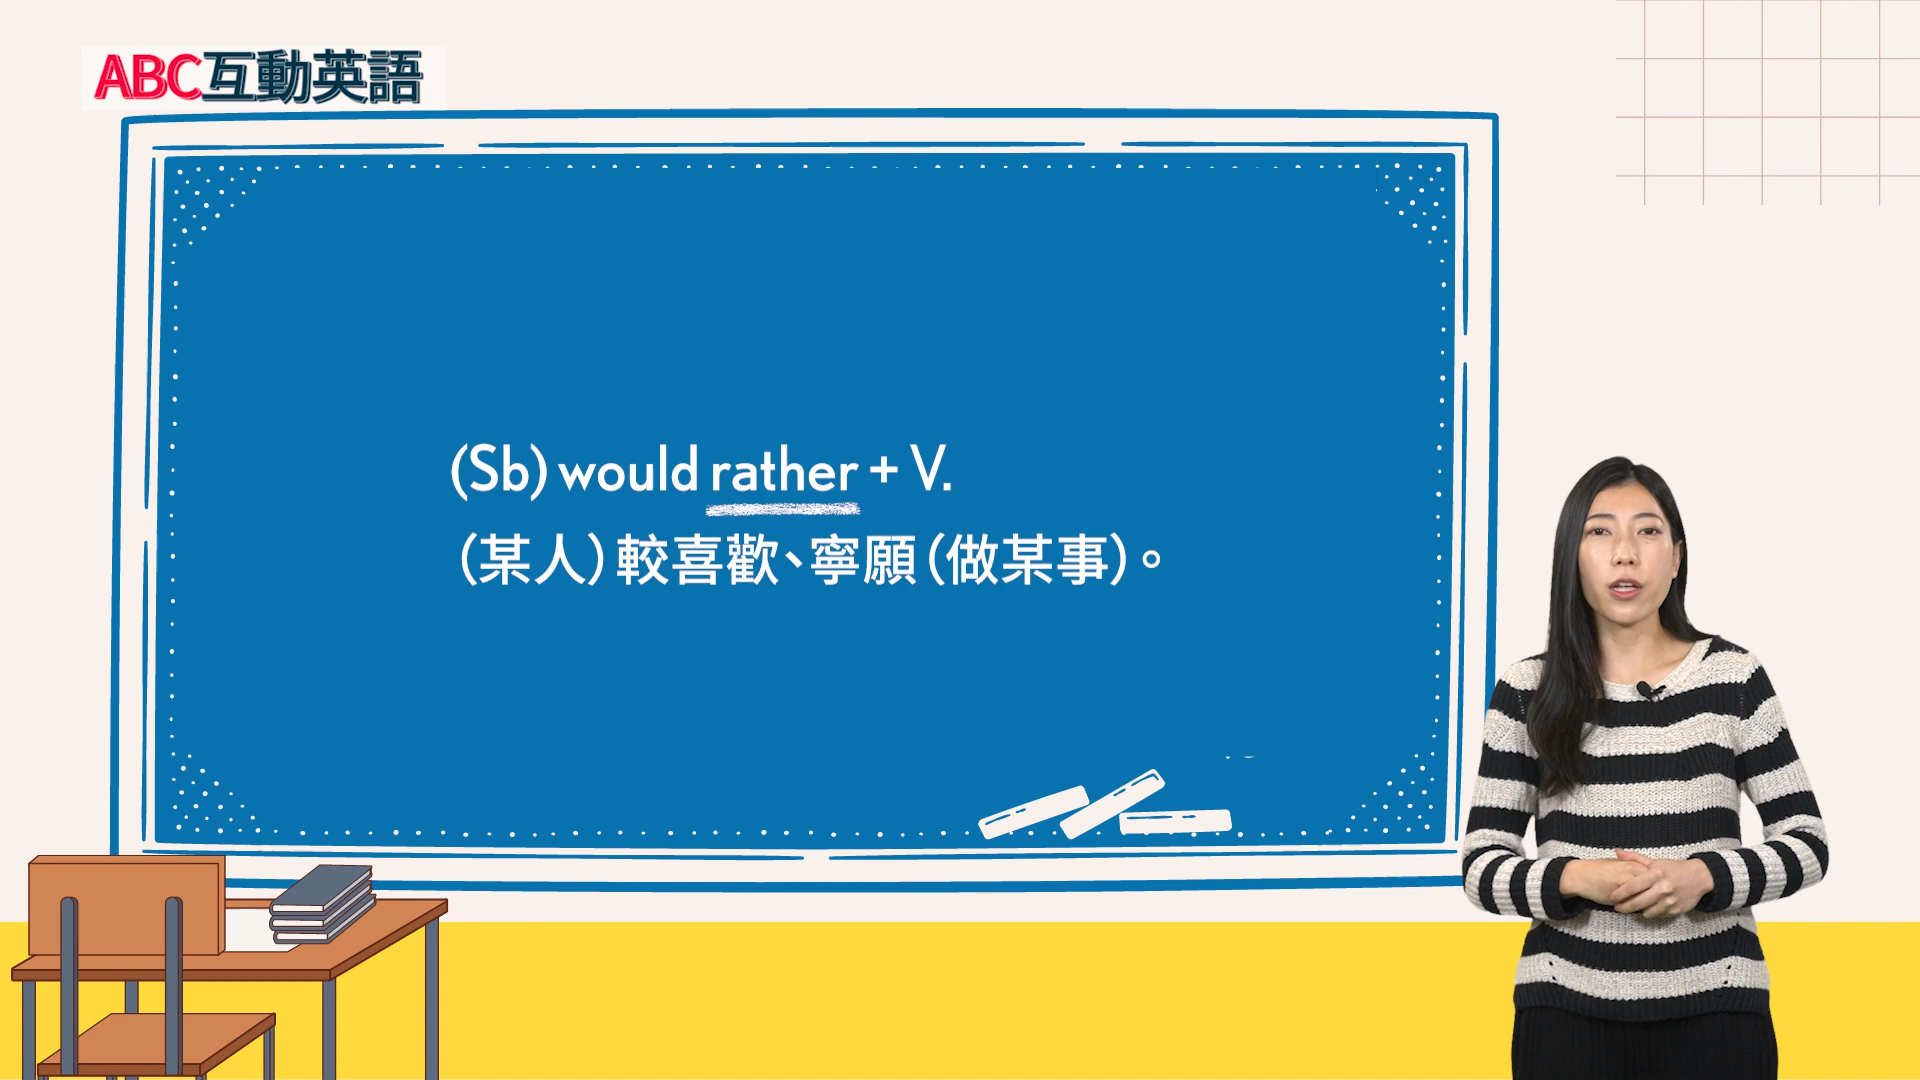 ABC互動英語
(Sb) would rather + V.
（某人）較喜歡、寧願（做某事）。